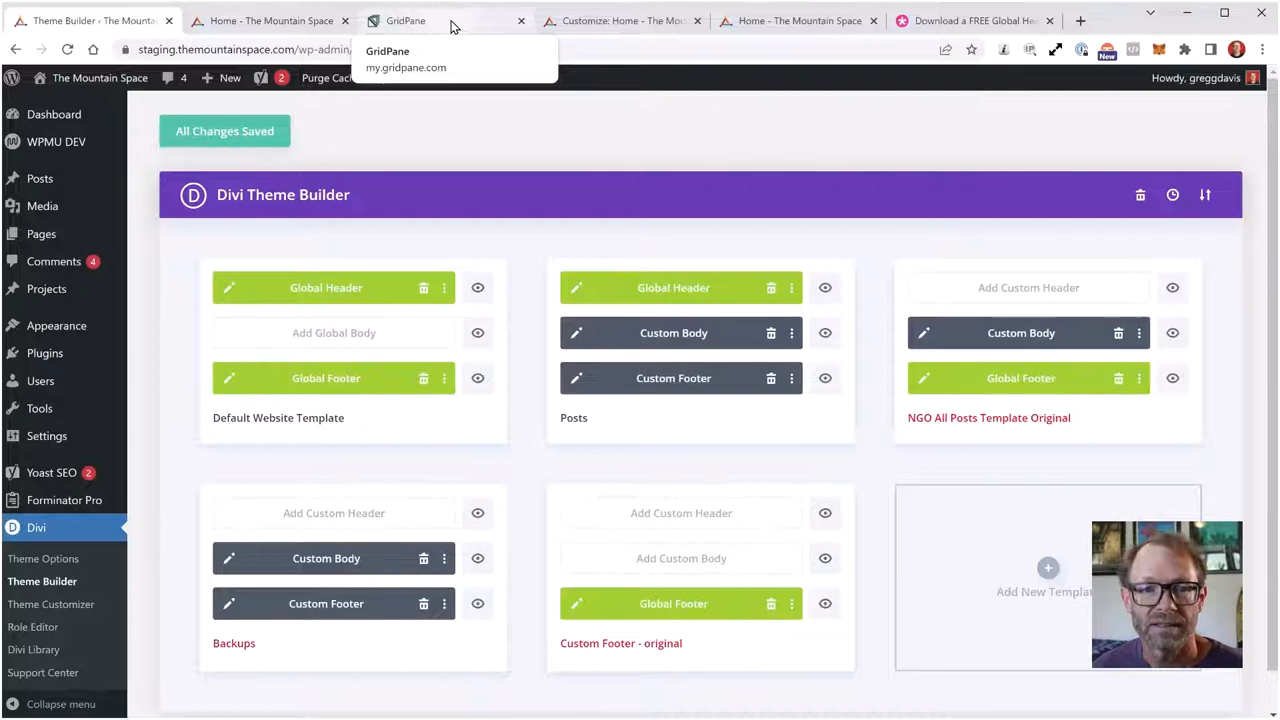 Theme Builder ‹ The Mountai
Home - The Mountain Space
GridPane
Customize: Home - The Mou
Home - The Mountain Space
Download a FREE Global Hea
staging.themountainspace.com/wp-admin/
New
GridPane
my.gridpane.com
The Mountain Space
4
New
2
Purge Cach
Howdy, greggdavis
Dashboard
WPMU DEV
Posts
Media
Pages
Comments 4
Projects
Appearance
Plugins
Users
Tools
Settings
Yoast SEO 2
Forminator Pro
Divi
Theme Options
Theme Builder
Theme Customizer
Role Editor
Divi Library
Support Center
Collapse menu
All Changes Saved
D Divi Theme Builder
Global Header
Add Global Body
Global Footer
Default Website Template
Global Header
Custom Body
Custom Footer
Posts
Add Custom Header
Custom Body
Global Footer
NGO All Posts Template Original
Add Custom Header
Custom Body
Custom Footer
Backups
Add Custom Header
Add Custom Body
Global Footer
Custom Footer - original
Add New Templat